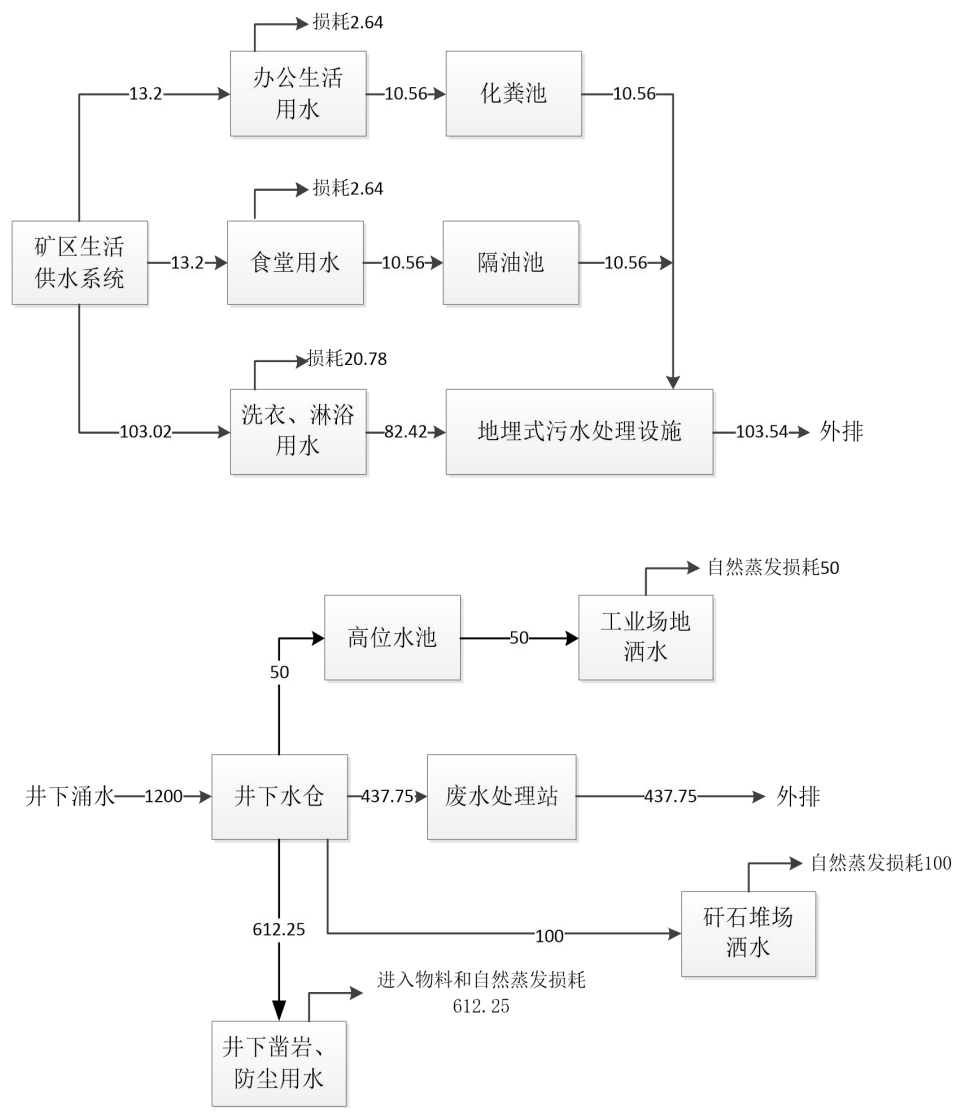 损耗2.64
办公生活
用水
13.2
10.56
化粪池
10.56
损耗2.64
矿区生活
供水系统
13.2
食堂用水
10.56
隔油池
10.56
损耗20.78
103.02
洗衣、淋浴
用水
82.42
地埋式污水处理设施
103.54
外排
自然蒸发损耗50
高位水池
50
工业场地
洒水
50
井下涌水
1200
井下水仓
437.75
废水处理站
437.75
外排
自然蒸发损耗100
612.25
100
矸石堆场
洒水
进入物料和自然蒸发损耗
612.25
井下凿岩、
防尘用水